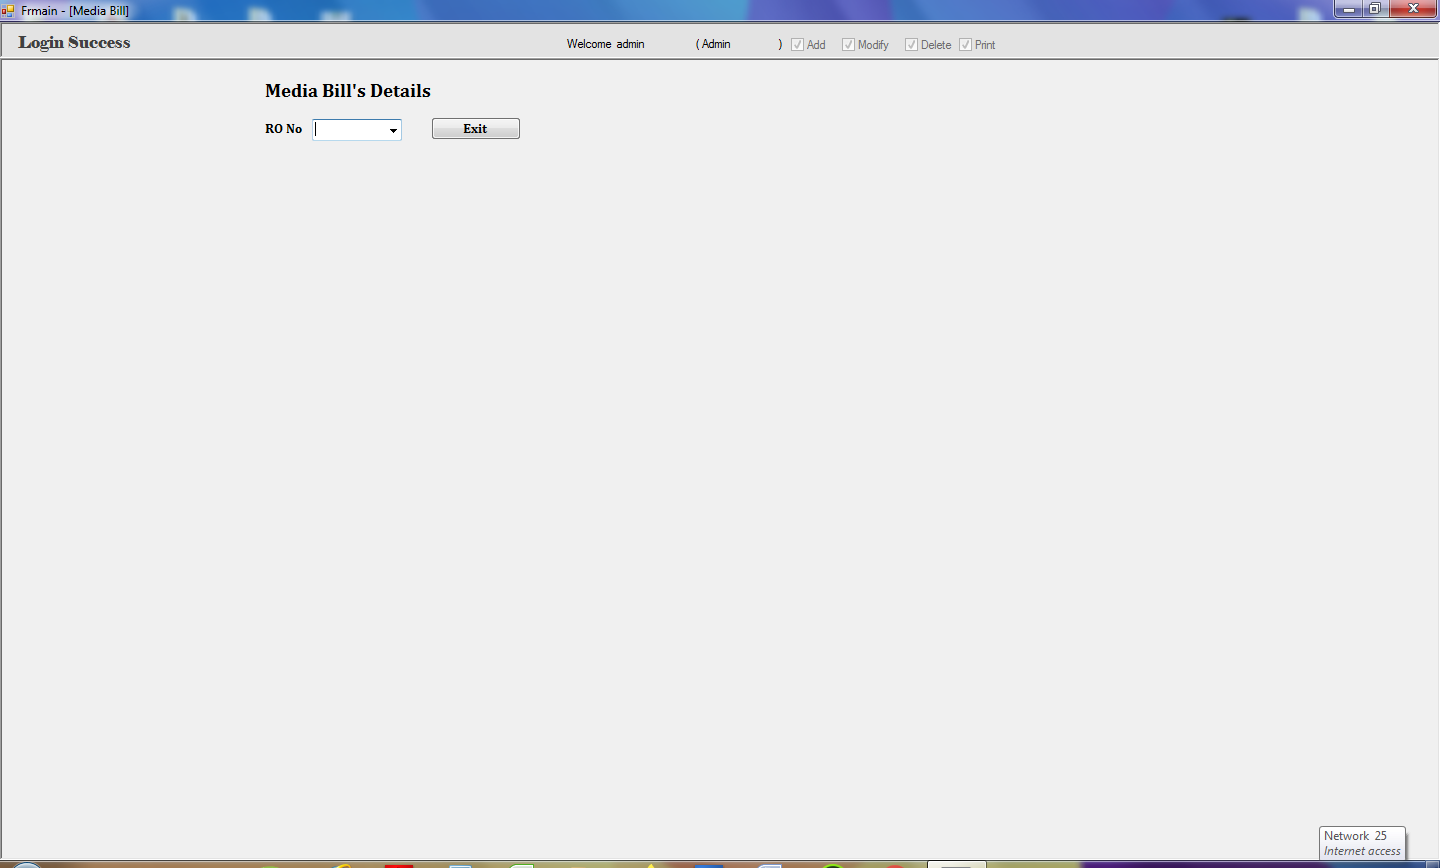 Frmain - [Media Bill]
Login Success
Welcome admin ( Admin ) Add Modify Delete Print
Media Bill's Details
RO No Exit
Network 25
Internet access